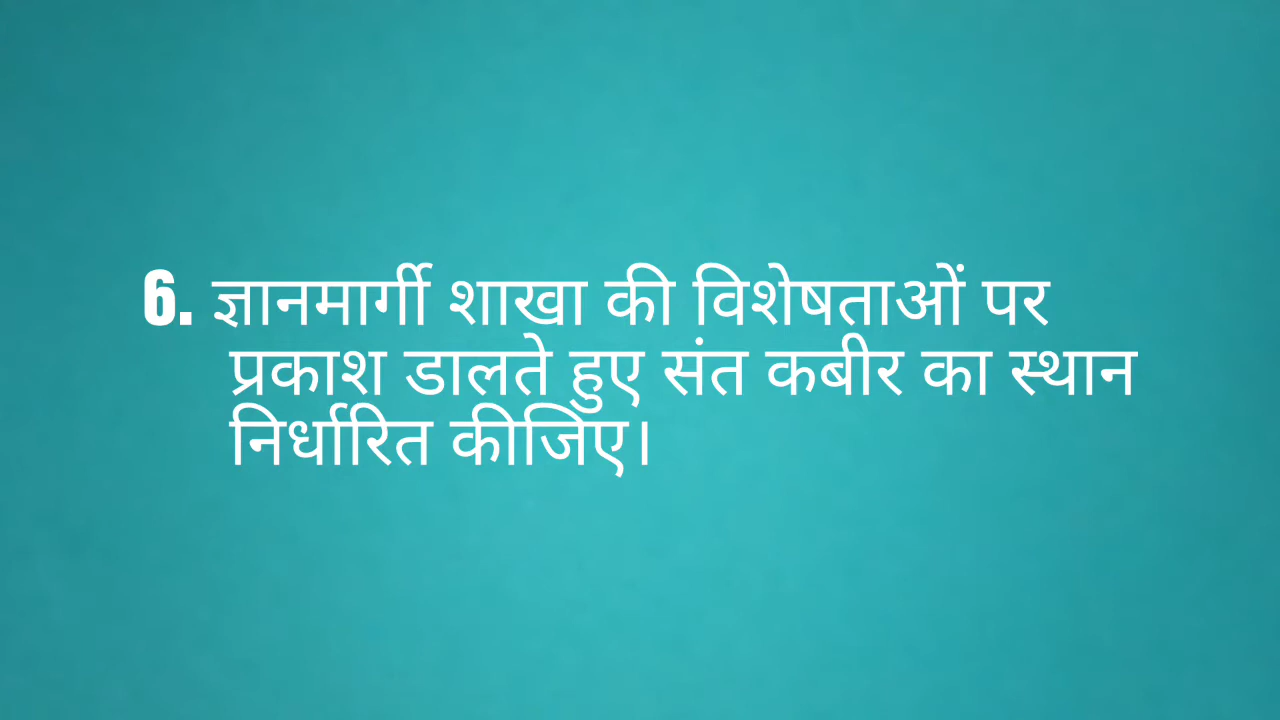 6. ज्ञानमार्गी शाखा की विशेषताओं पर
प्रकाश डालते हुए संत कबीर का स्थान
निर्धारित कीजिए।